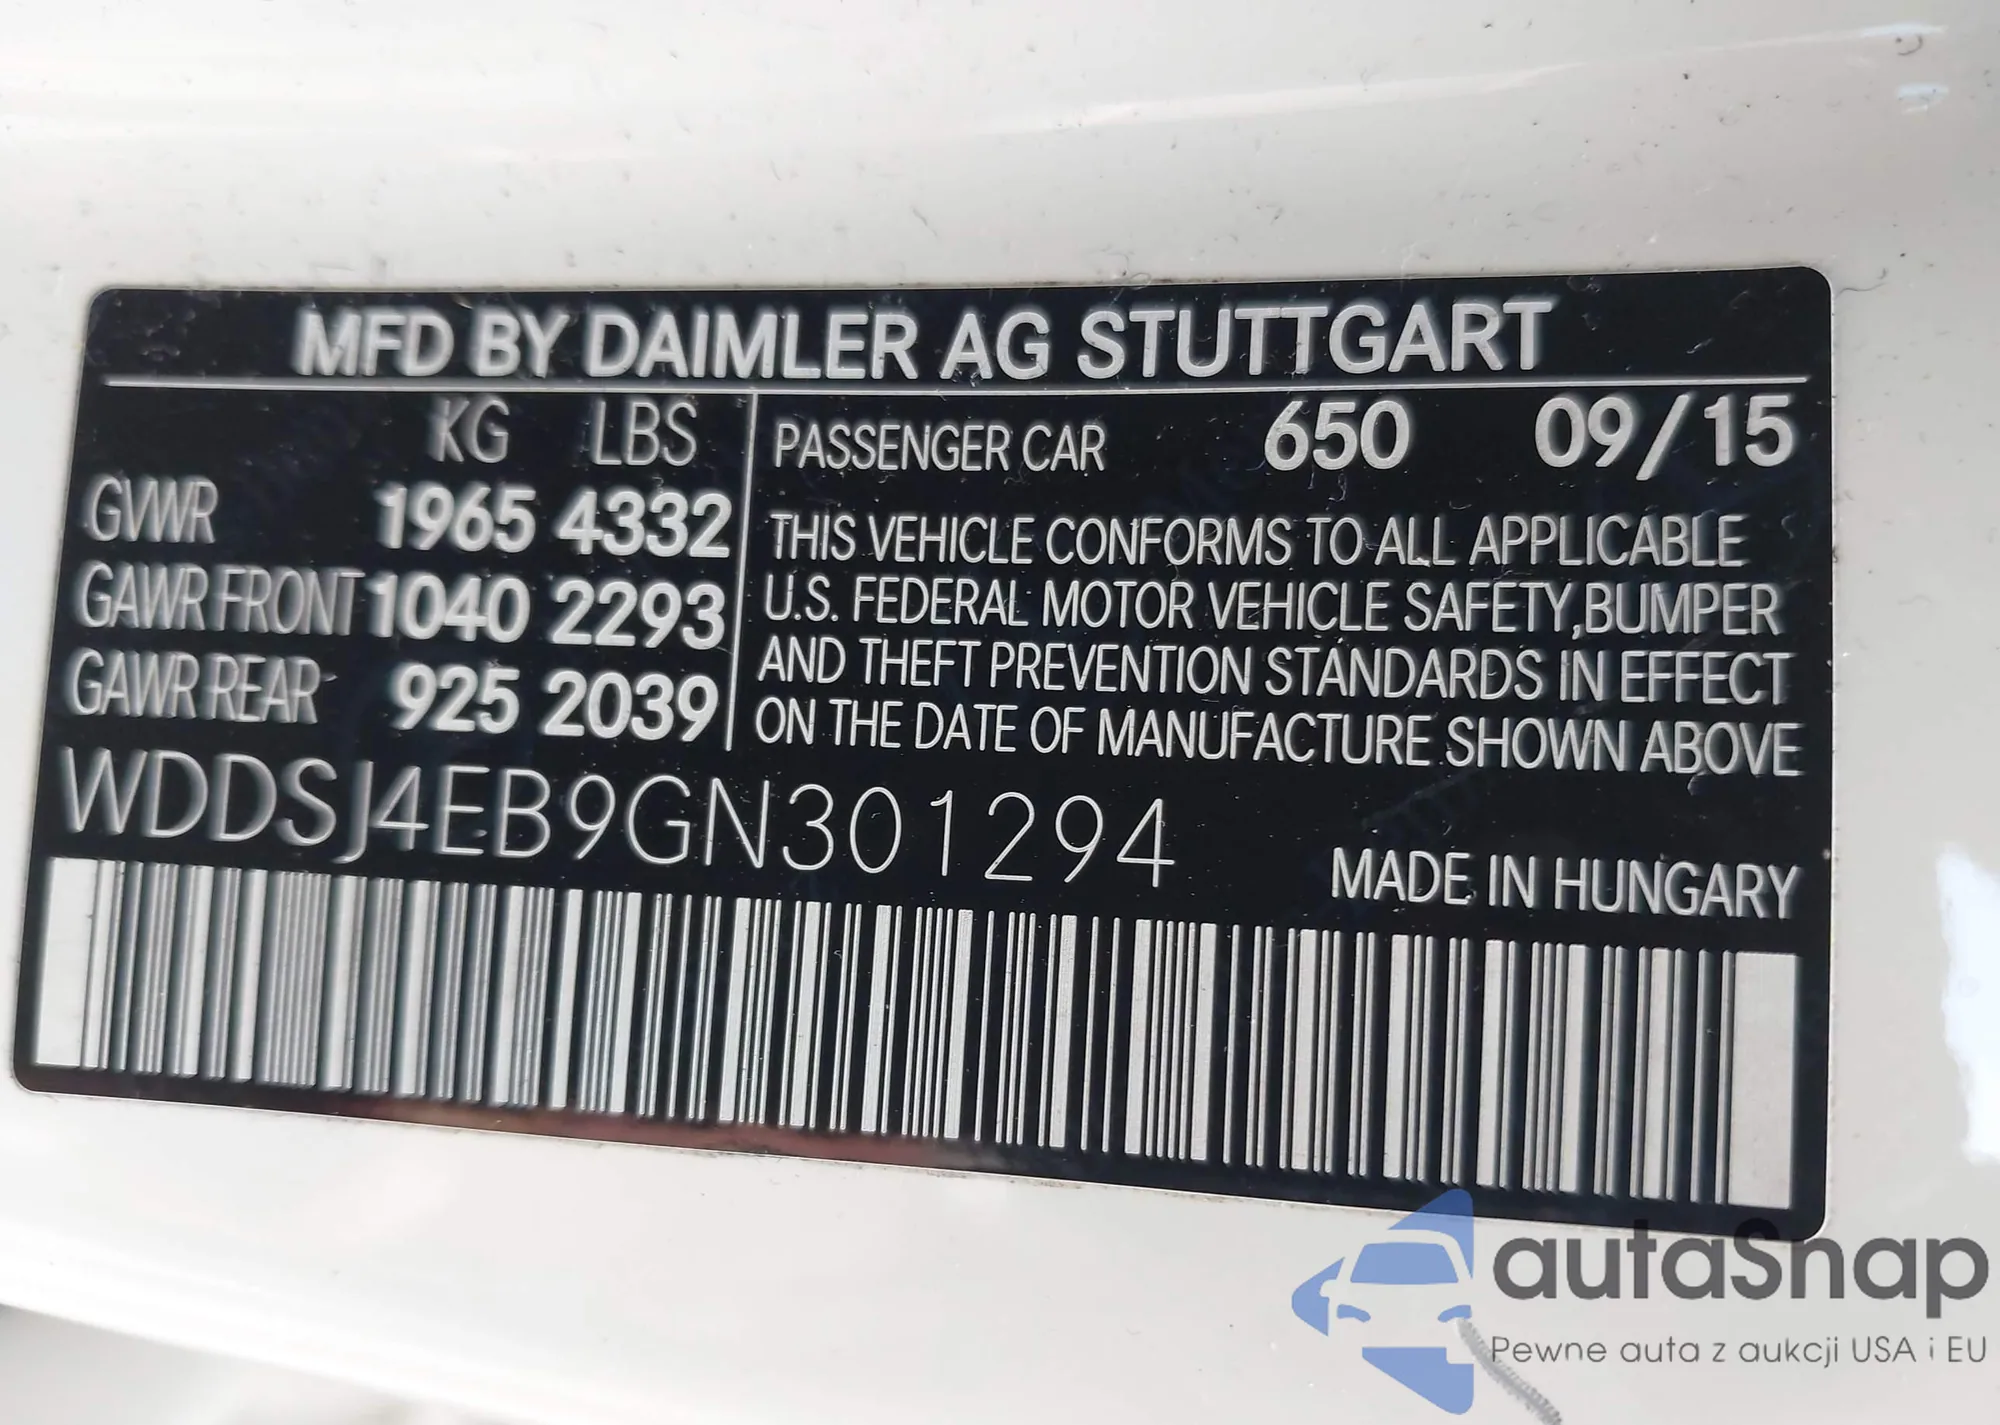 MFD BY DAIMLER AG STUTTGART
KG LBS
GVWR 1965 4332
GAWR FRONT 1040 2293
GAWR REAR 925 2039
PASSENGER CAR 650 09/15
THIS VEHICLE CONFORMS TO ALL APPLICABLE
U.S. FEDERAL MOTOR VEHICLE SAFETY,BUMPER
AND THEFT PREVENTION STANDARDS IN EFFECT
ON THE DATE OF MANUFACTURE SHOWN ABOVE
WDDSJ4EB9GN301294
MADE IN HUNGARY
autaSnap
Pewne auta z aukcji USA i EU